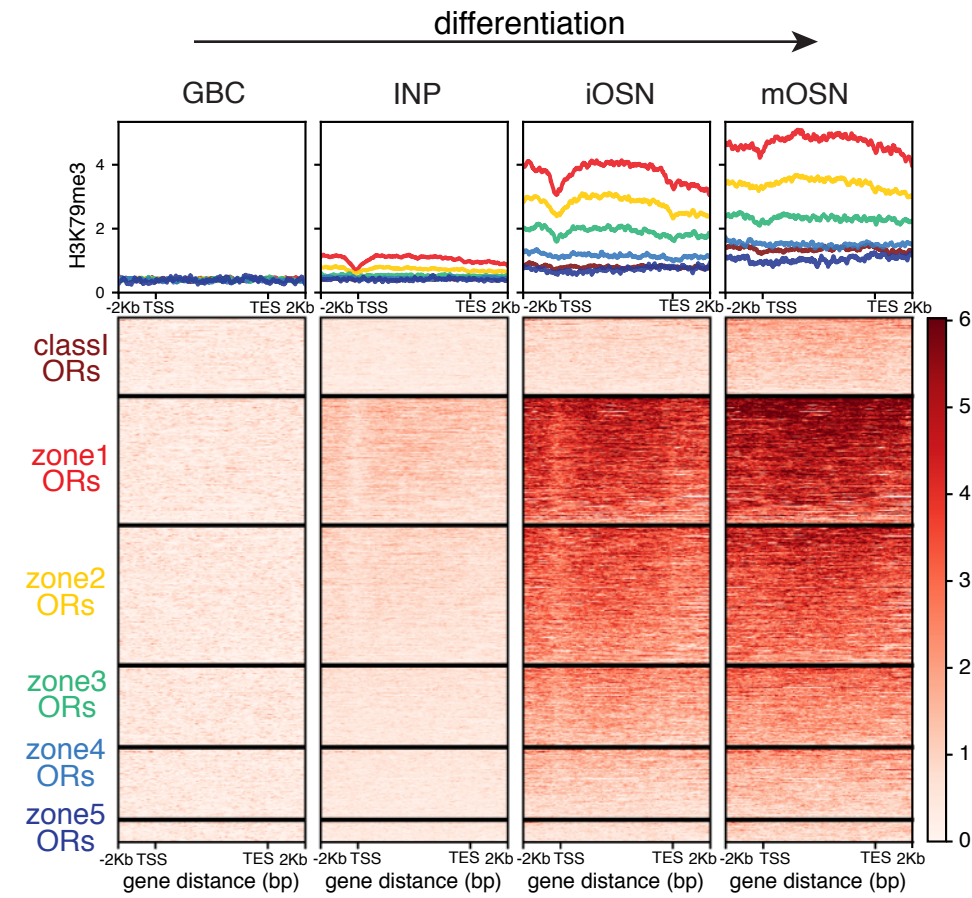 differentiation
GBC INP iOSN mOSN
H3K79me3
4
2
0
-2Kb TSS TES 2Kb -2Kb TSS TES 2Kb -2Kb TSS TES 2Kb -2Kb TSS TES 2Kb
classI
ORs
zone1
ORs
zone2
ORs
zone3
ORs
zone4
ORs
zone5
ORs
6
5
4
3
2
1
0
-2Kb TSS TES 2Kb -2Kb TSS TES 2Kb -2Kb TSS TES 2Kb -2Kb TSS TES 2Kb
gene distance (bp) gene distance (bp) gene distance (bp) gene distance (bp)